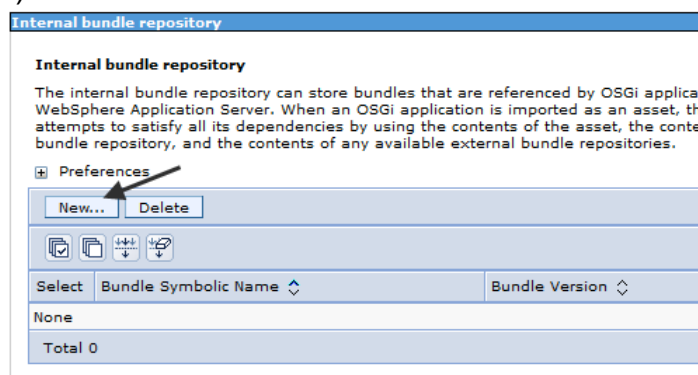 Internal bundle repository
Internal bundle repository
The internal bundle repository can store bundles that are referenced by OSGi applica
WebSphere Application Server. When an OSGi application is imported as an asset, th
attempts to satisfy all its dependencies by using the contents of the asset, the conte
bundle repository, and the contents of any available external bundle repositories.
Preferences
New... Delete
Select Bundle Symbolic Name Bundle Version
None
Total 0